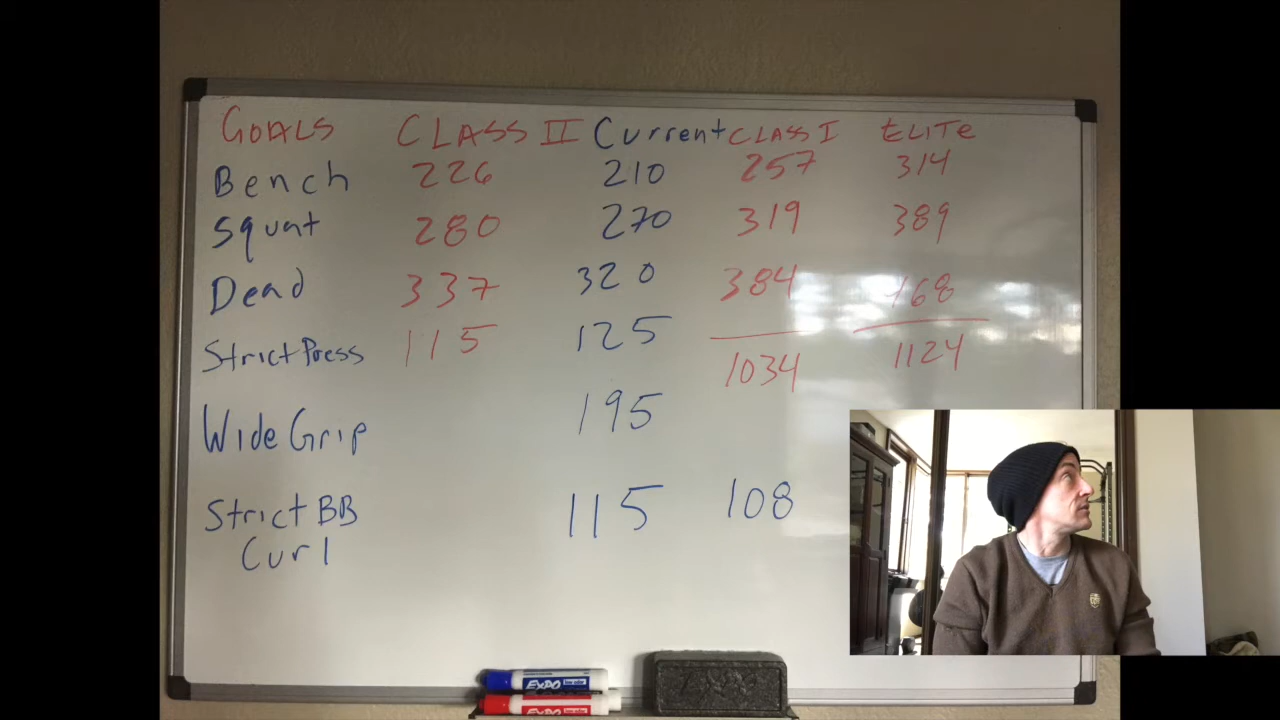 GOALS CLASS II Current CLASS I ELITE
Bench 226 210 257 314
Squat 280 270 319 389
Dead 337 320 384 468
Strict Press 115 125 1034 1124
Wide Grip 195
Strict BB 115 108
Curl
EXPO
EXPO